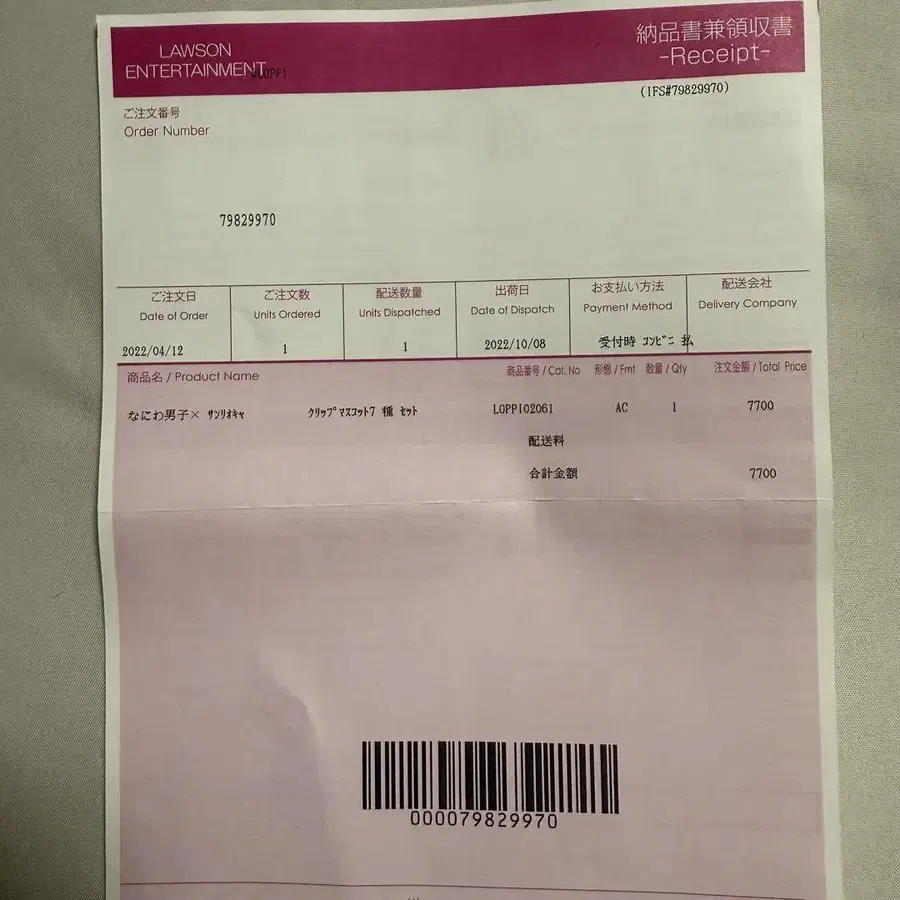 LAWSON
ENTERTAINMENT
納品書兼領収書
-Receipt-
(IFS#79829970)
ご注文番号
Order Number
79829970
ご注文日 ご注文数 配送数量 出荷日 お支払い方法 配送会社
Date of Order Units Ordered Units Dispatched Date of Dispatch Payment Method Delivery Company
2022/04/12 1 1 2022/10/08 受付時 ｺﾝﾋﾞﾆ 払
商品名 / Product Name 商品番号 / Cat. No 形態 / Fmt 数量 / Qty 注文金額 / Total Price
なにわ男子× ｻﾝﾘｵｷｬ ｸﾘｯﾌﾟﾏｽｺｯﾄ7 種 ｾｯﾄ LOPPI02061 AC 1 7700
配送料
合計金額 7700
000079829970